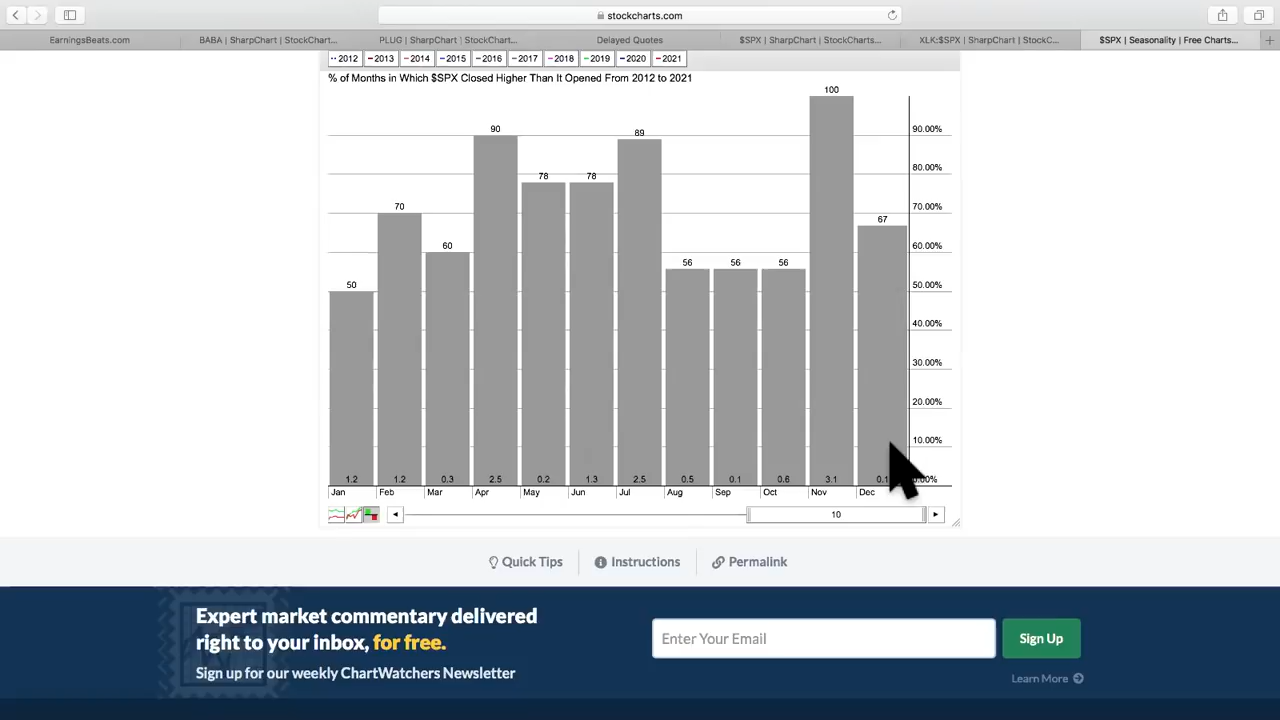 stockcharts.com
EarningsBeats.com
BABA | SharpChart | StockChart...
PLUG | SharpChart | StockChart...
Delayed Quotes
$SPX | SharpChart | StockCharts...
XLK:$SPX | SharpChart | StockC...
$SPX | Seasonality | Free Charts...
2012 2013 2014 2015 2016 2017 2018 2019 2020 2021
% of Months in Which $SPX Closed Higher Than It Opened From 2012 to 2021
100
90
89
78 78
70
67
60
56 56 56
50
90.00%
80.00%
70.00%
60.00%
50.00%
40.00%
30.00%
20.00%
10.00%
1.2 1.2 0.3 2.5 0.2 1.3 2.5 0.5 0.1 0.6 3.1
Jan Feb Mar Apr May Jun Jul Aug Sep Oct Nov Dec
10
Quick Tips
Instructions
Permalink
Expert market commentary delivered
right to your inbox, for free.
Sign up for our weekly ChartWatchers Newsletter
Enter Your Email
Sign Up
Learn More